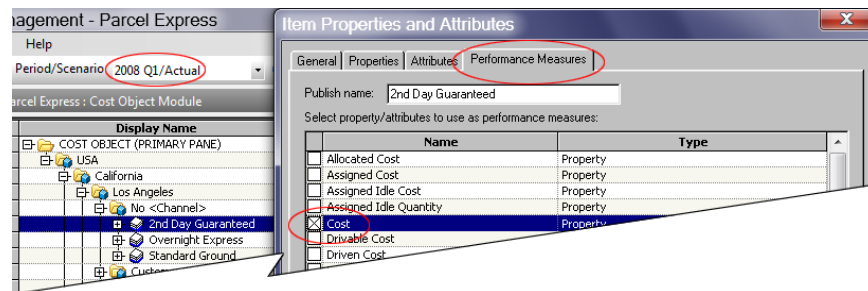 nagement - Parcel Express
Help
Period/Scenario 2008 Q1/Actual
arcel Express : Cost Object Module
Display Name
COST OBJECT (PRIMARY PANE)
USA
California
Los Angeles
No <Channel>
2nd Day Guaranteed
Overnight Express
Standard Ground
Custom
Item Properties and Attributes
X
General Properties Attributes Performance Measures
Publish name: 2nd Day Guaranteed
Select property/attributes to use as performance measures:
Name Type
Allocated Cost Property
Assigned Cost Property
Assigned Idle Cost Property
Assigned Idle Quantity Property
Cost Property
Drivable Cost
Driven Cost